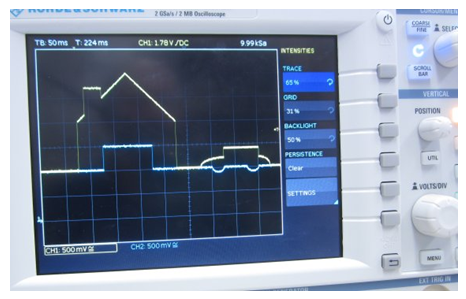 ROHDE&SCHWARZ
2 GSa/s / 2 MB Oscilloscope
TB: 50 ms T: 224 ms CH1: 1.78 V / DC 9.99 kSa
INTENSITIES
TRACE
65 %
GRID
31 %
BACKLIGHT
50 %
PERSISTENCE
Clear
SETTINGS
CH1: 500 mV
CH2: 500 mV
COARSE
FINE
SCROLL
BAR
VERTICAL
POSITION
UTIL
VOLTS/DIV
MENU
EXT TRIG IN